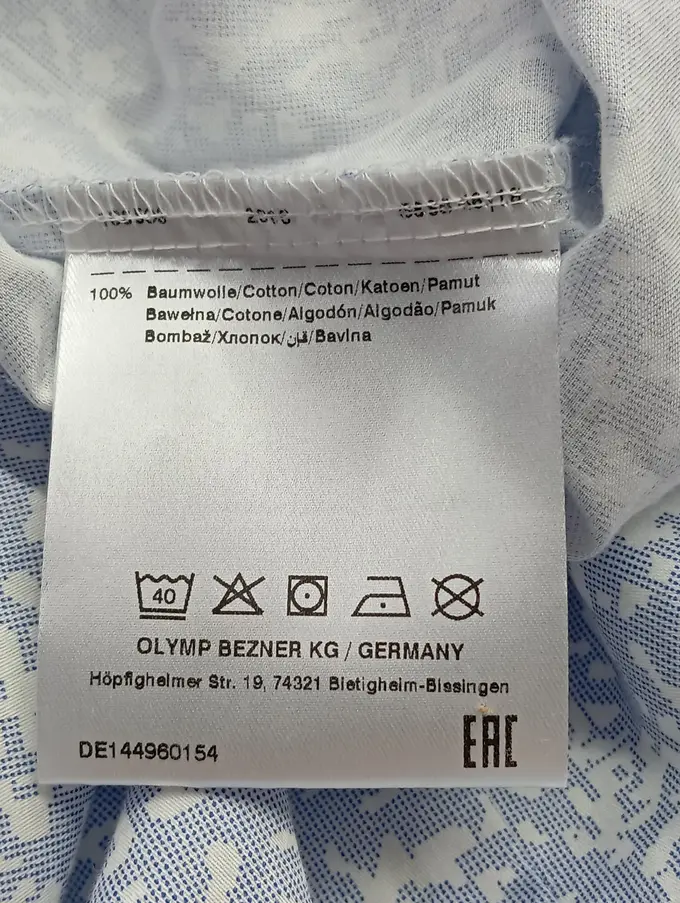 100% Baumwolle/Cotton/Coton/Katoen/Pamut
Bawełna/Cotone/Algodón/Algodão/Pamuk
Bombaž/Хлопок/قطن/Bavlna
40
OLYMP BEZNER KG / GERMANY
Höpfigheimer Str. 19, 74321 Bietigheim-Bissingen
DE144960154
EAC